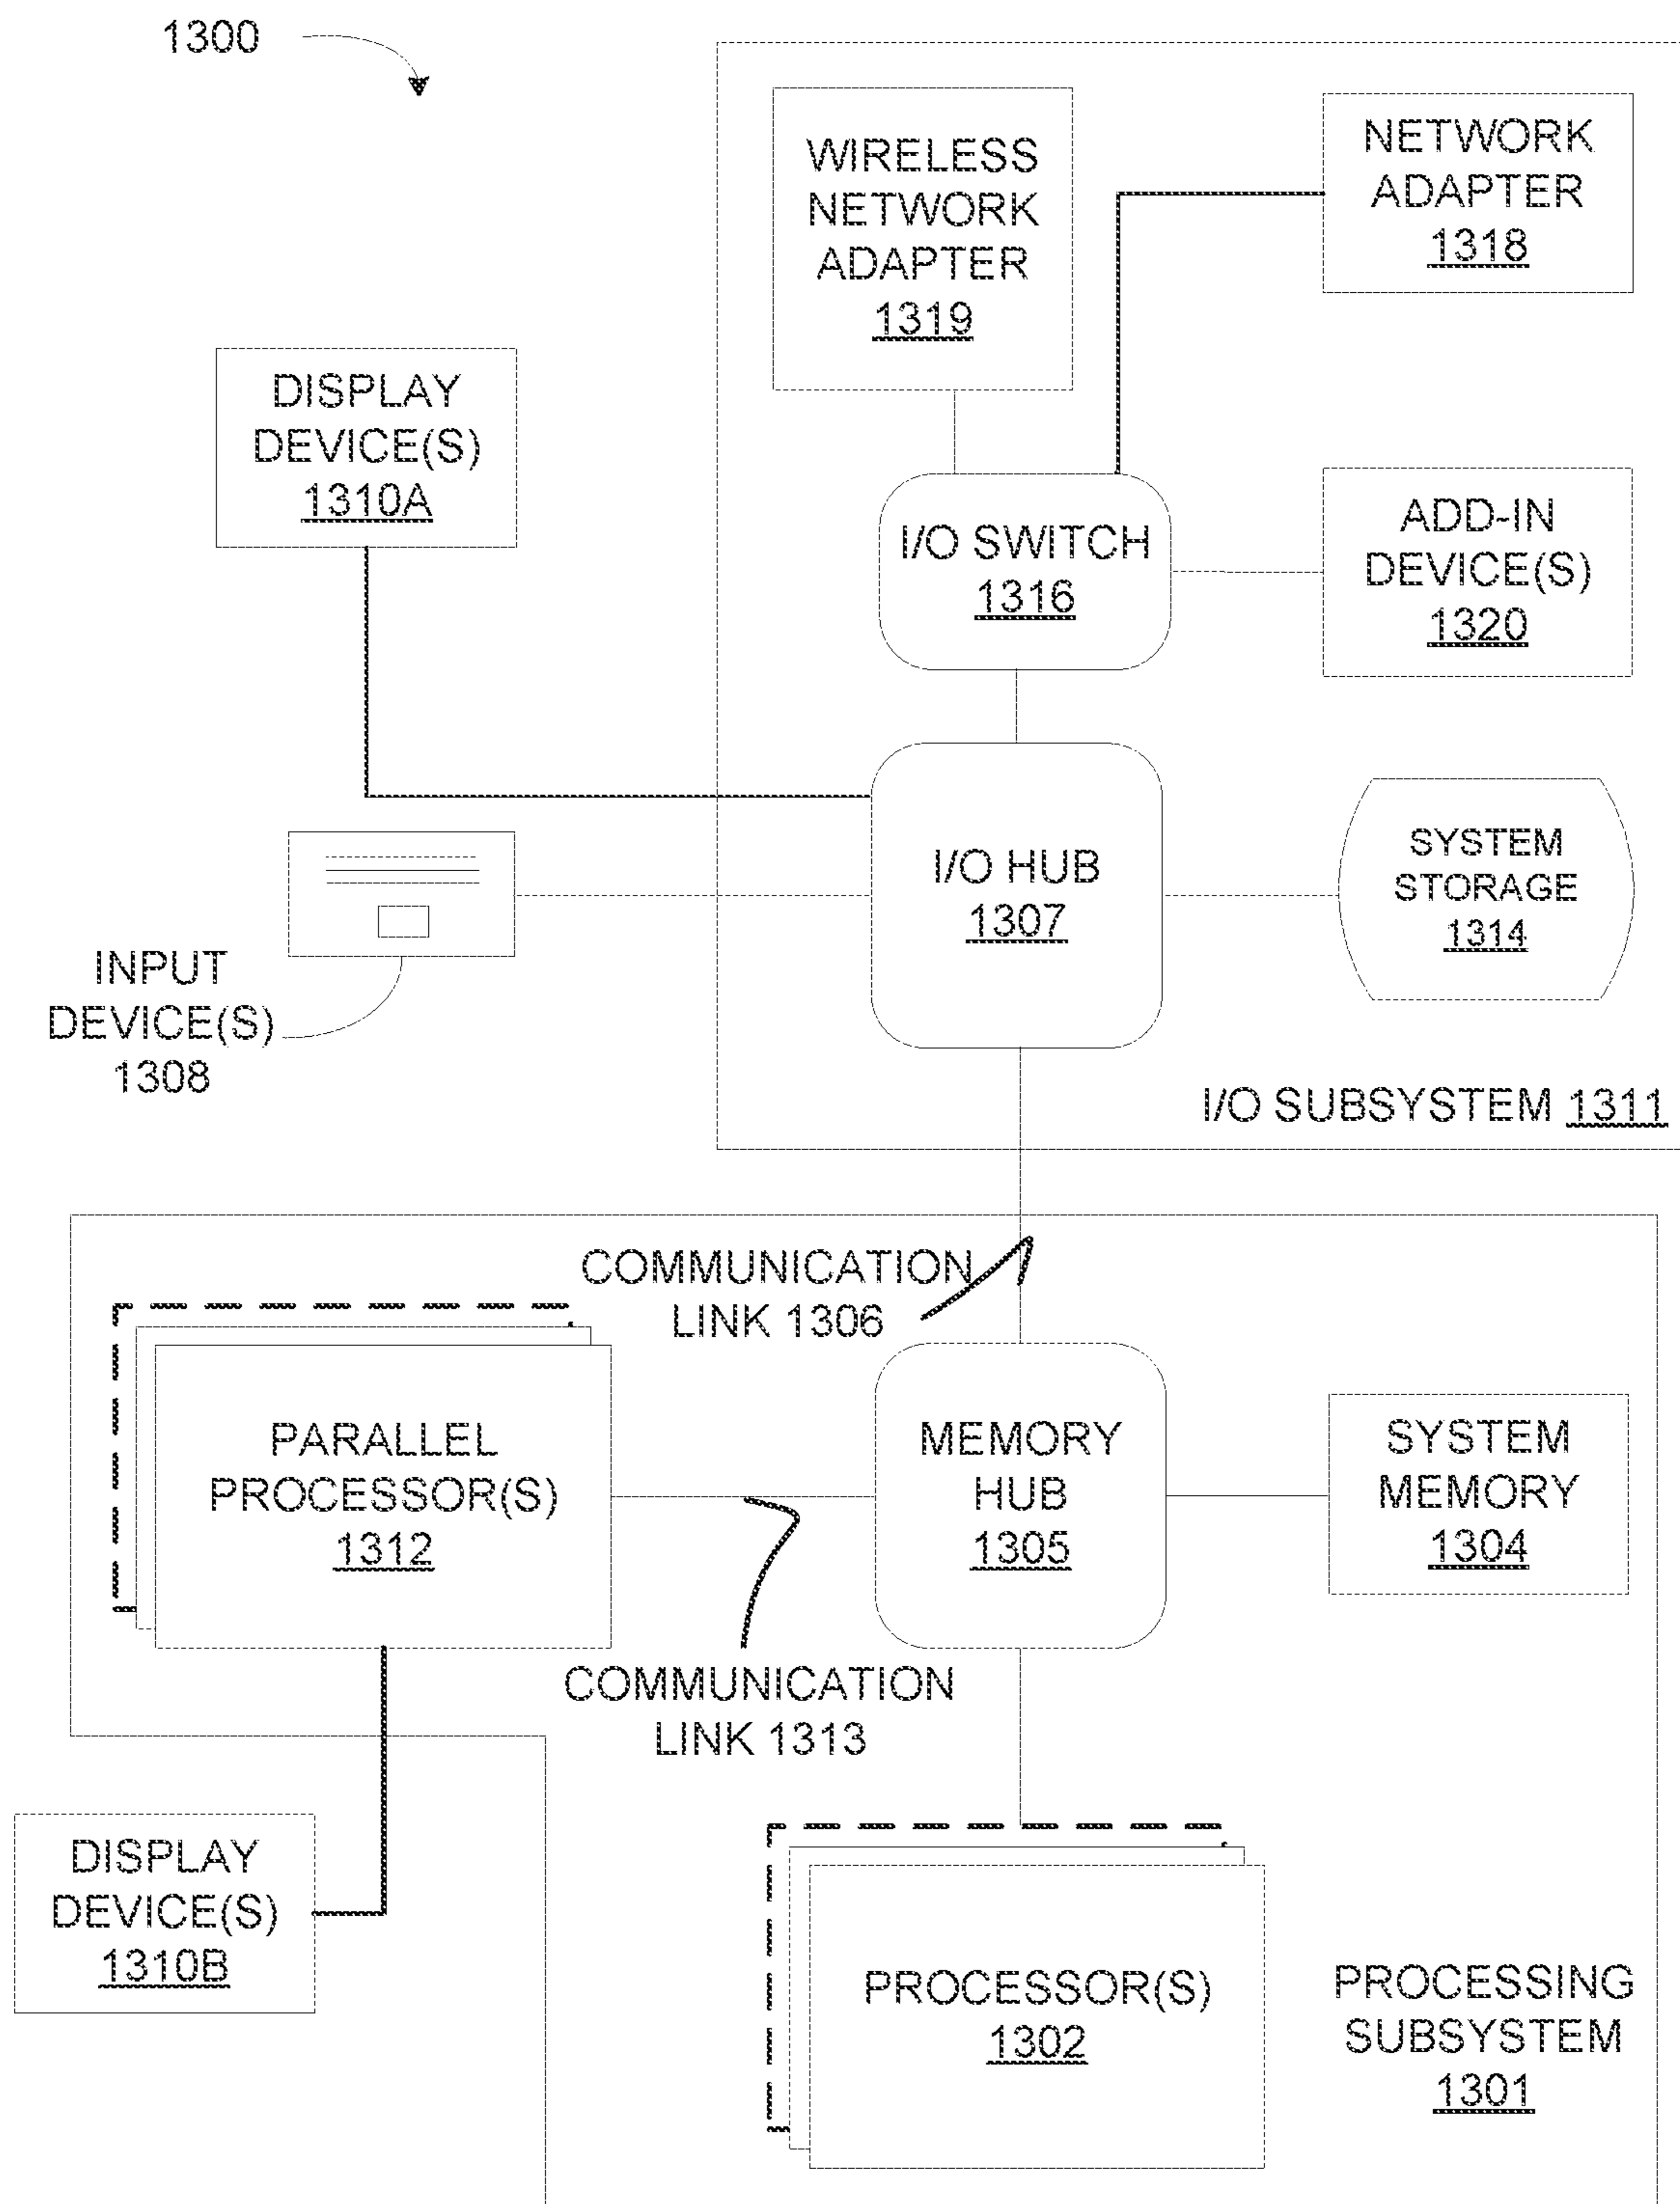 1300
WIRELESS
NETWORK
ADAPTER
1319
NETWORK
ADAPTER
1318
DISPLAY
DEVICE(S)
1310A
I/O SWITCH
1316
ADD-IN
DEVICE(S)
1320
I/O HUB
1307
SYSTEM
STORAGE
1314
INPUT
DEVICE(S)
1308
I/O SUBSYSTEM 1311
COMMUNICATION
LINK 1306
PARALLEL
PROCESSOR(S)
1312
MEMORY
HUB
1305
SYSTEM
MEMORY
1304
COMMUNICATION
LINK 1313
DISPLAY
DEVICE(S)
1310B
PROCESSOR(S)
1302
PROCESSING
SUBSYSTEM
1301